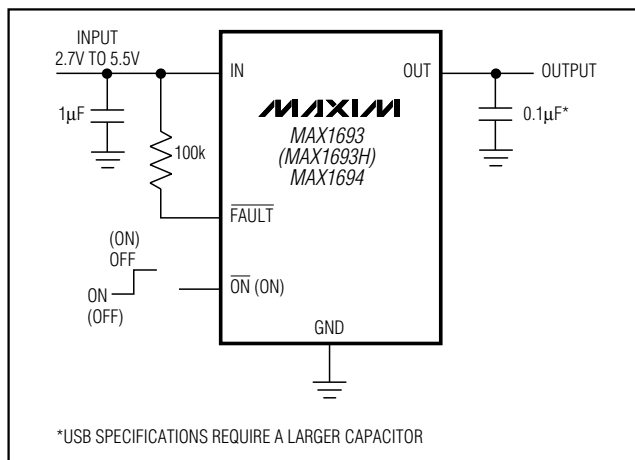 INPUT
2.7V TO 5.5V
IN
OUT
OUTPUT
1µF
0.1µF*
MAXIM
MAX1693
(MAX1693H)
MAX1694
100k
FAULT
(ON)
OFF
ON
(OFF)
ON (ON)
GND
*USB SPECIFICATIONS REQUIRE A LARGER CAPACITOR